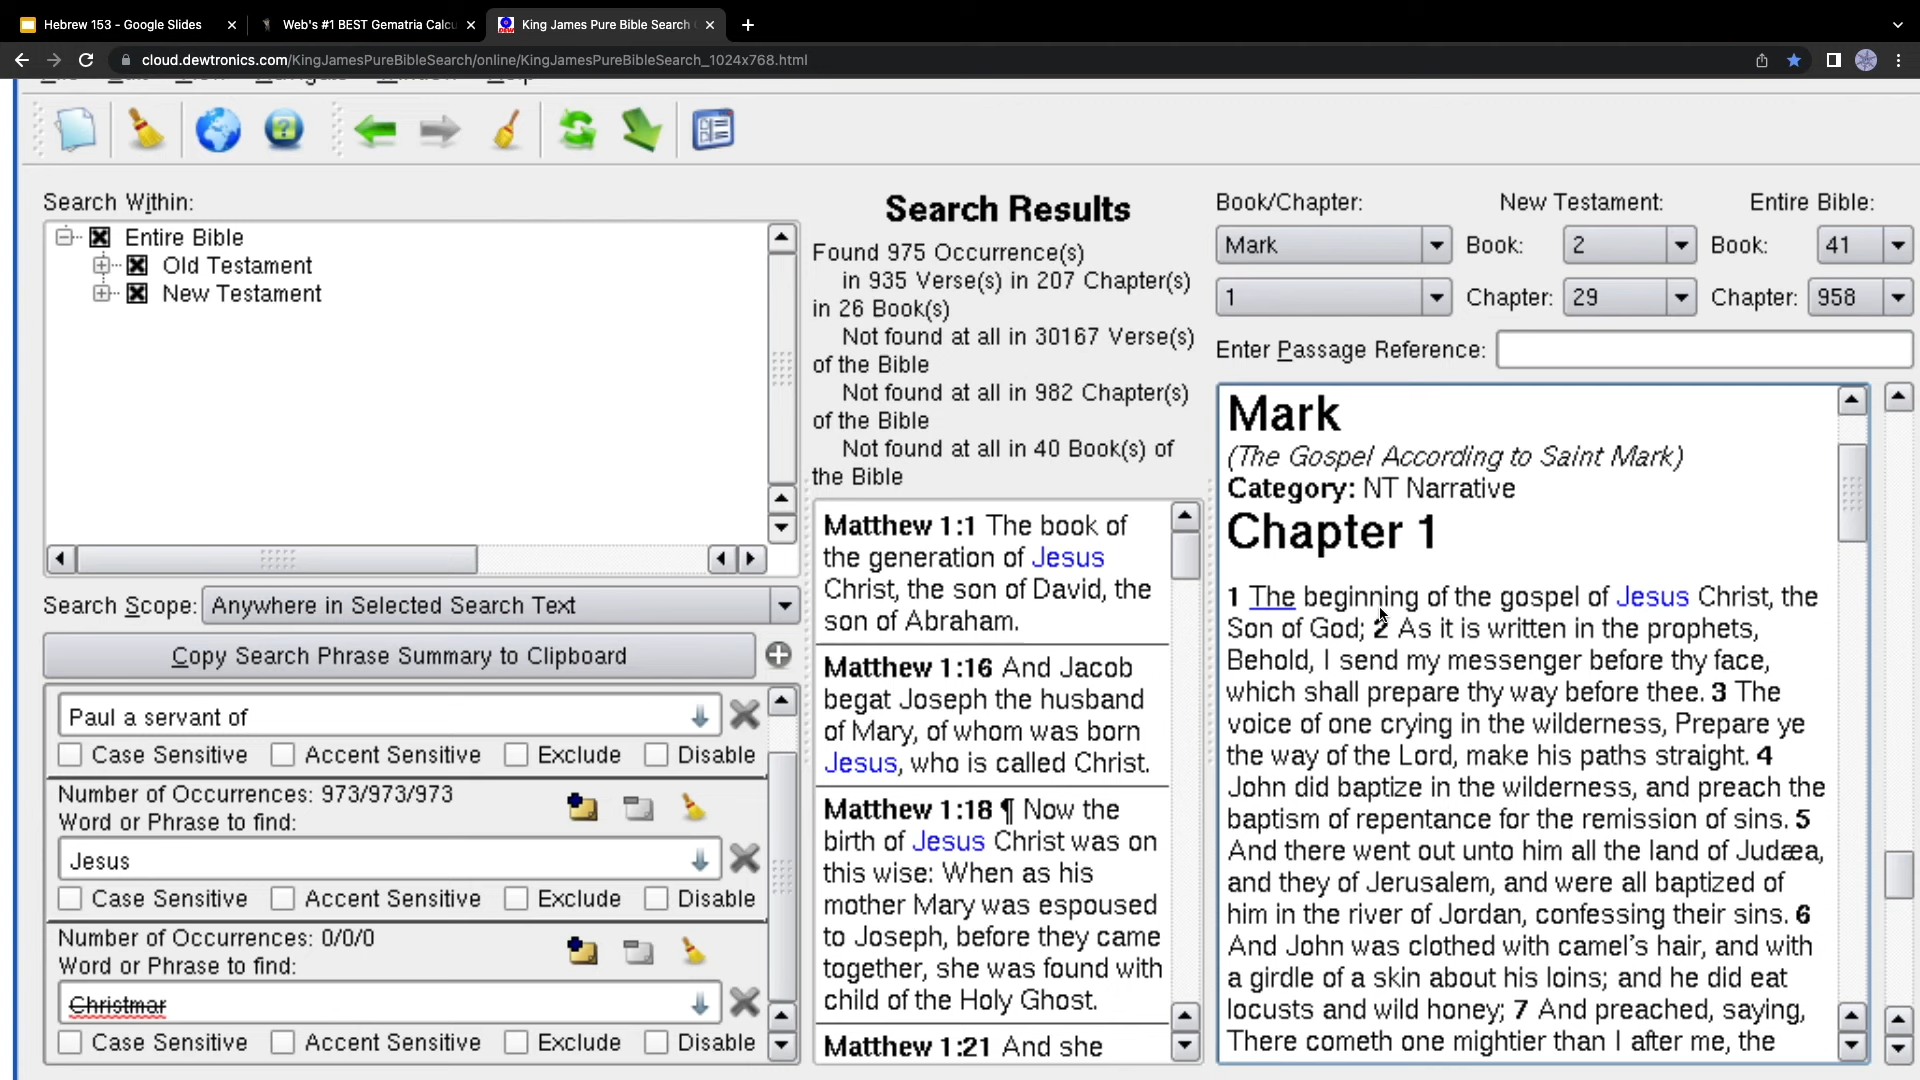 Hebrew 153 - Google Slides
Web's #1 BEST Gematria Calcu
King James Pure Bible Search
cloud.dewtronics.com/KingJamesPureBibleSearch/online/KingJamesPureBibleSearch_1024x768.html
Search Within:
Entire Bible
Old Testament
New Testament
Search Scope: Anywhere in Selected Search Text
Copy Search Phrase Summary to Clipboard
Paul a servant of
Case Sensitive Accent Sensitive Exclude Disable
Number of Occurrences: 973/973/973
Word or Phrase to find:
Jesus
Case Sensitive Accent Sensitive Exclude Disable
Number of Occurrences: 0/0/0
Word or Phrase to find:
Christmar
Case Sensitive Accent Sensitive Exclude Disable
Search Results
Found 975 Occurrence(s)
in 935 Verse(s) in 207 Chapter(s)
in 26 Book(s)
Not found at all in 30167 Verse(s)
of the Bible
Not found at all in 982 Chapter(s)
of the Bible
Not found at all in 40 Book(s) of
the Bible
Matthew 1:1 The book of
the generation of Jesus
Christ, the son of David, the
son of Abraham.
Matthew 1:16 And Jacob
begat Joseph the husband
of Mary, of whom was born
Jesus, who is called Christ.
Matthew 1:18 ¶ Now the
birth of Jesus Christ was on
this wise: When as his
mother Mary was espoused
to Joseph, before they came
together, she was found with
child of the Holy Ghost.
Matthew 1:21 And she
Book/Chapter: New Testament: Entire Bible:
Mark Book: 2 Book: 41
1 Chapter: 29 Chapter: 958
Enter Passage Reference:
Mark
(The Gospel According to Saint Mark)
Category: NT Narrative
Chapter 1
1 The beginning of the gospel of Jesus Christ, the
Son of God; 2 As it is written in the prophets,
Behold, I send my messenger before thy face,
which shall prepare thy way before thee. 3 The
voice of one crying in the wilderness, Prepare ye
the way of the Lord, make his paths straight. 4
John did baptize in the wilderness, and preach the
baptism of repentance for the remission of sins. 5
And there went out unto him all the land of Judæa,
and they of Jerusalem, and were all baptized of
him in the river of Jordan, confessing their sins. 6
And John was clothed with camel's hair, and with
a girdle of a skin about his loins; and he did eat
locusts and wild honey; 7 And preached, saying,
There cometh one mightier than I after me, the